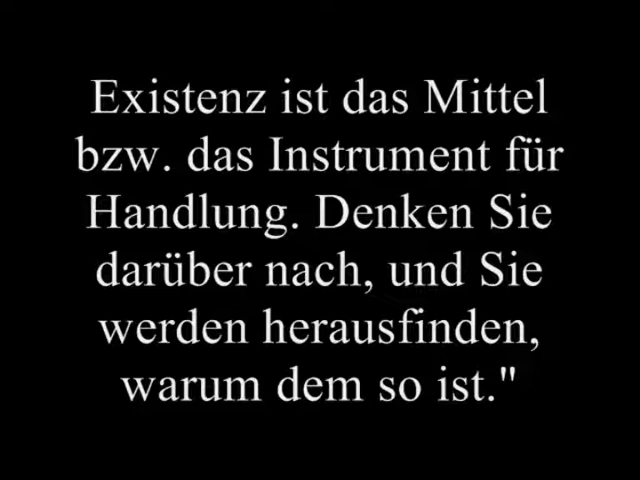 Existenz ist das Mittel
bzw. das Instrument für
Handlung. Denken Sie
darüber nach, und Sie
werden herausfinden,
warum dem so ist."